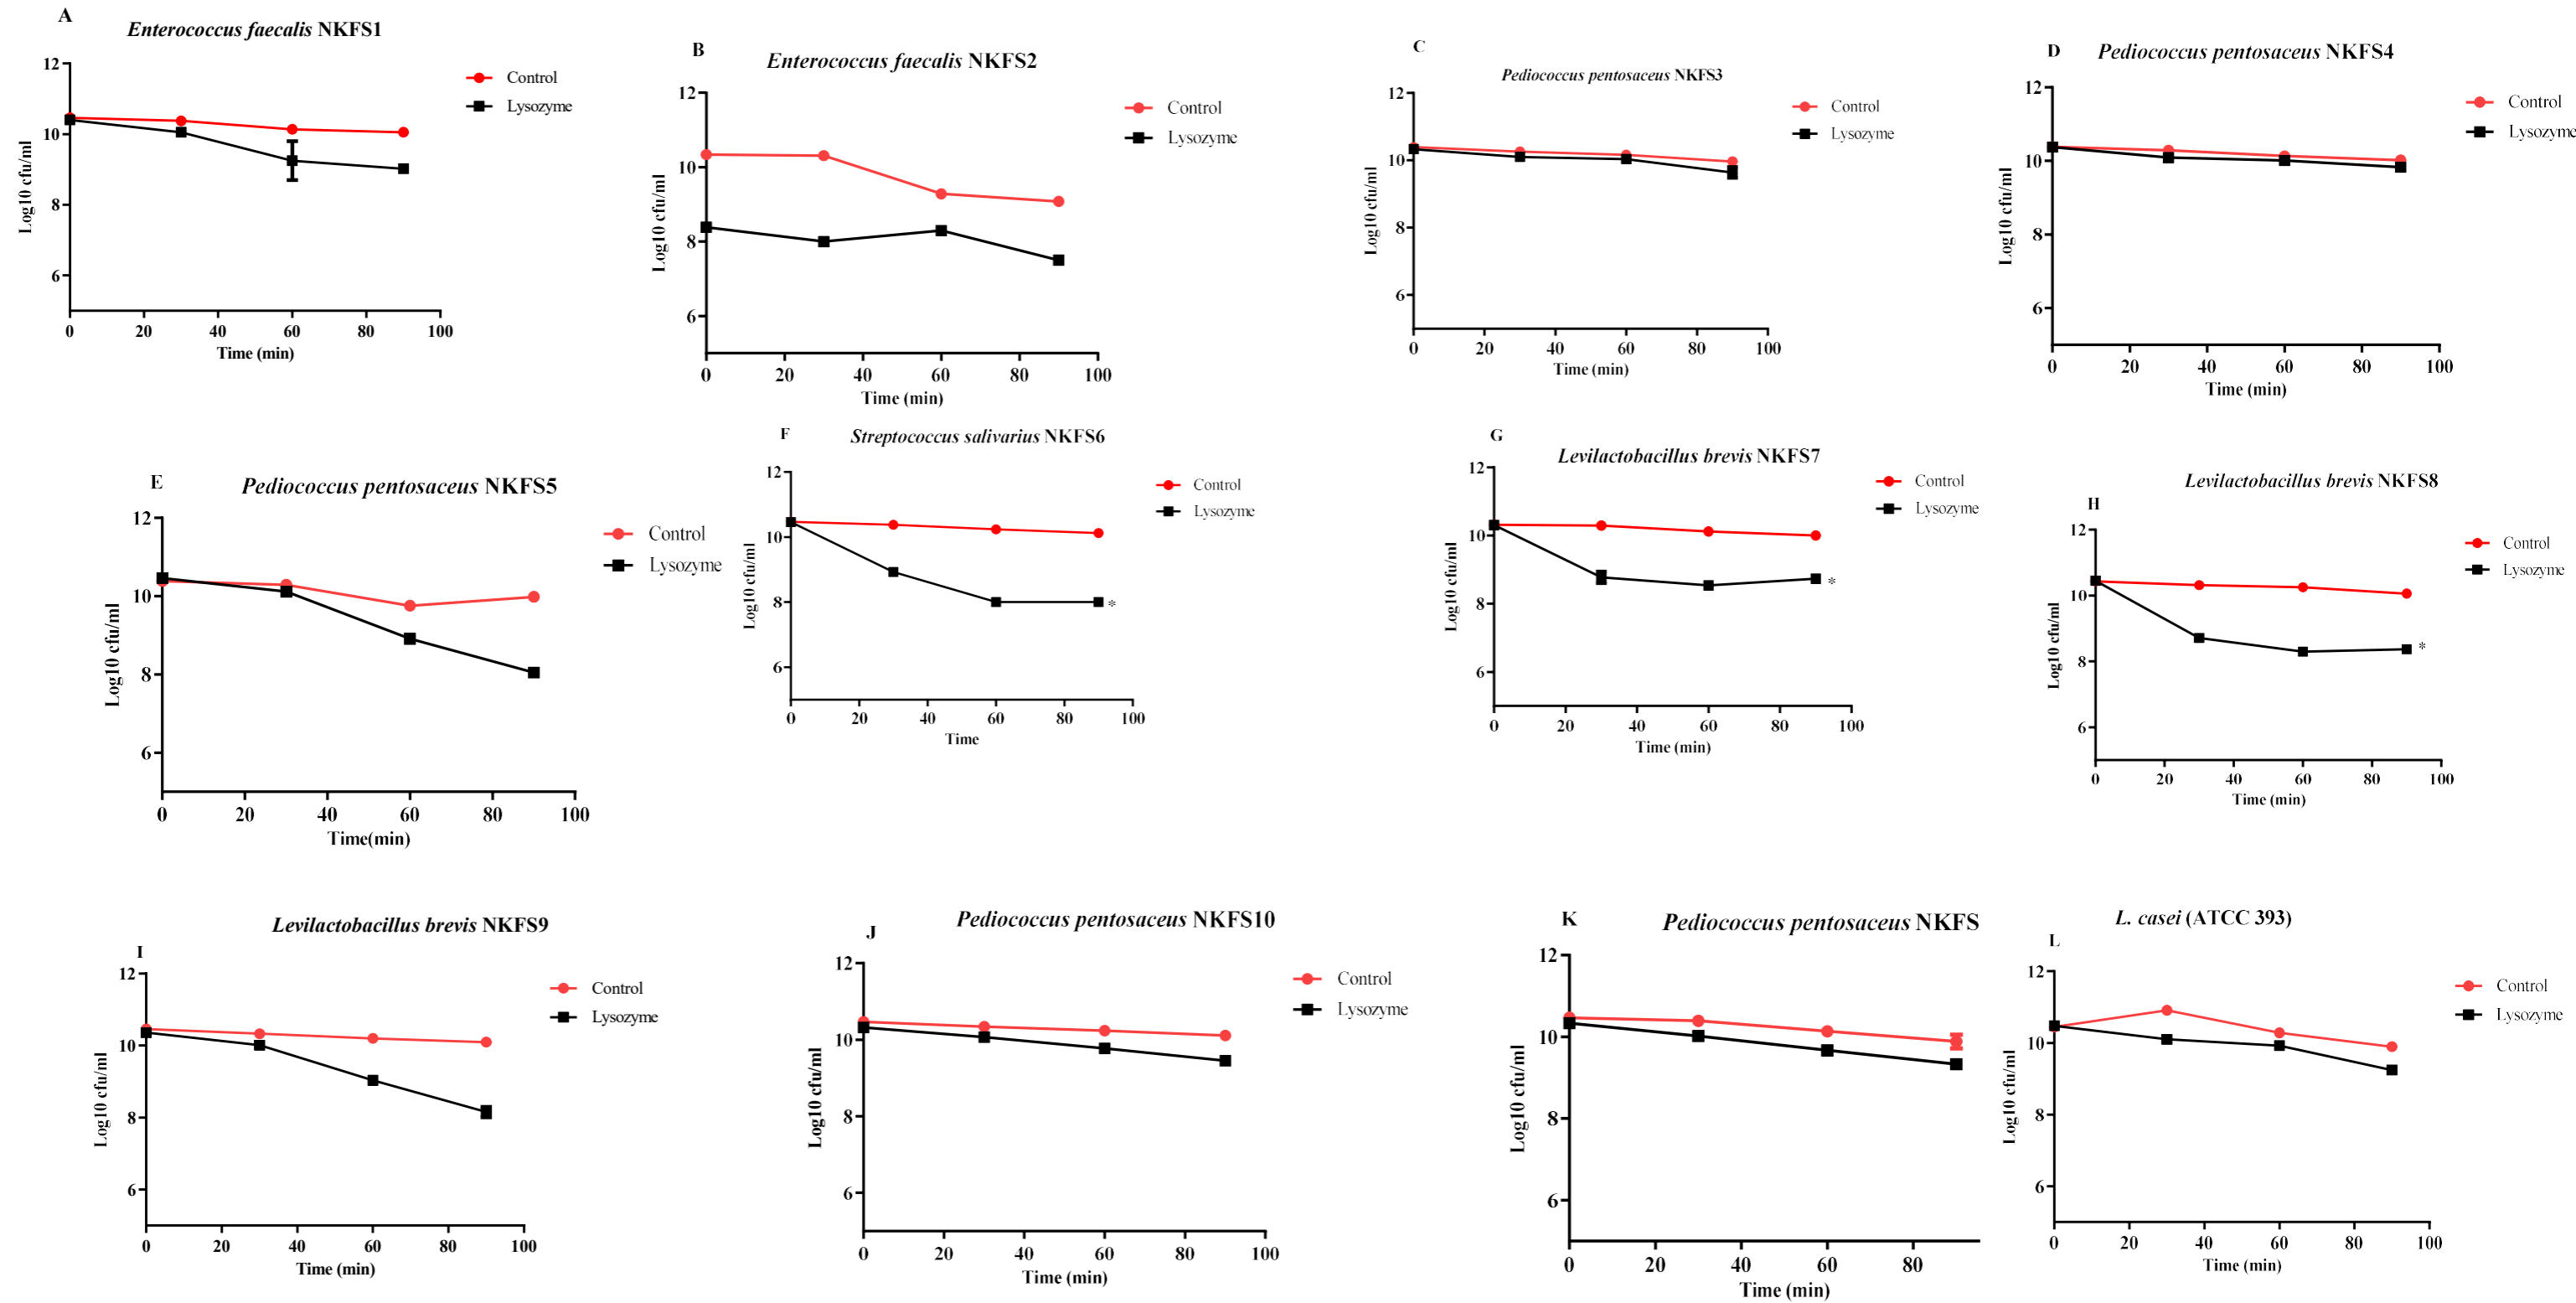 A
Enterococcus faecalis NKFS1
12
10
8
6
Log10 cfu/ml
0 20 40 60 80 100
Time (min)
Control
Lysozyme
B
Enterococcus faecalis NKFS2
12
10
8
6
Log10 cfu/ml
0 20 40 60 80 100
Time (min)
Control
Lysozyme
C
Pediococcus pentosaceus NKFS3
12
10
8
6
Log10 cfu/ml
0 20 40 60 80 100
Time (min)
Control
Lysozyme
D
Pediococcus pentosaceus NKFS4
12
10
8
6
Log10 cfu/ml
0 20 40 60 80 100
Time (min)
Control
Lysozyme
E
Pediococcus pentosaceus NKFS5
12
10
8
6
Log10 cfu/ml
0 20 40 60 80 100
Time(min)
Control
Lysozyme
F
Streptococcus salivarius NKFS6
12
10
8
6
Log10 cfu/ml
0 20 40 60 80 100
Time
Control
Lysozyme
*
G
Levilactobacillus brevis NKFS7
12
10
8
6
Log10 cfu/ml
0 20 40 60 80 100
Time (min)
Control
Lysozyme
*
H
Levilactobacillus brevis NKFS8
12
10
8
6
Log10 cfu/ml
0 20 40 60 80 100
Time (min)
Control
Lysozyme
*
I
Levilactobacillus brevis NKFS9
12
10
8
6
Log10 cfu/ml
0 20 40 60 80 100
Time (min)
Control
Lysozyme
J
Pediococcus pentosaceus NKFS10
12
10
8
6
Log10 cfu/ml
0 20 40 60 80 100
Time (min)
Control
Lysozyme
K
Pediococcus pentosaceus NKFS
12
10
8
6
Log10 cfu/ml
0 20 40 60 80
Time (min)
L
L. casei (ATCC 393)
12
10
8
6
Log10 cfu/ml
0 20 40 60 80 100
Time (min)
Control
Lysozyme